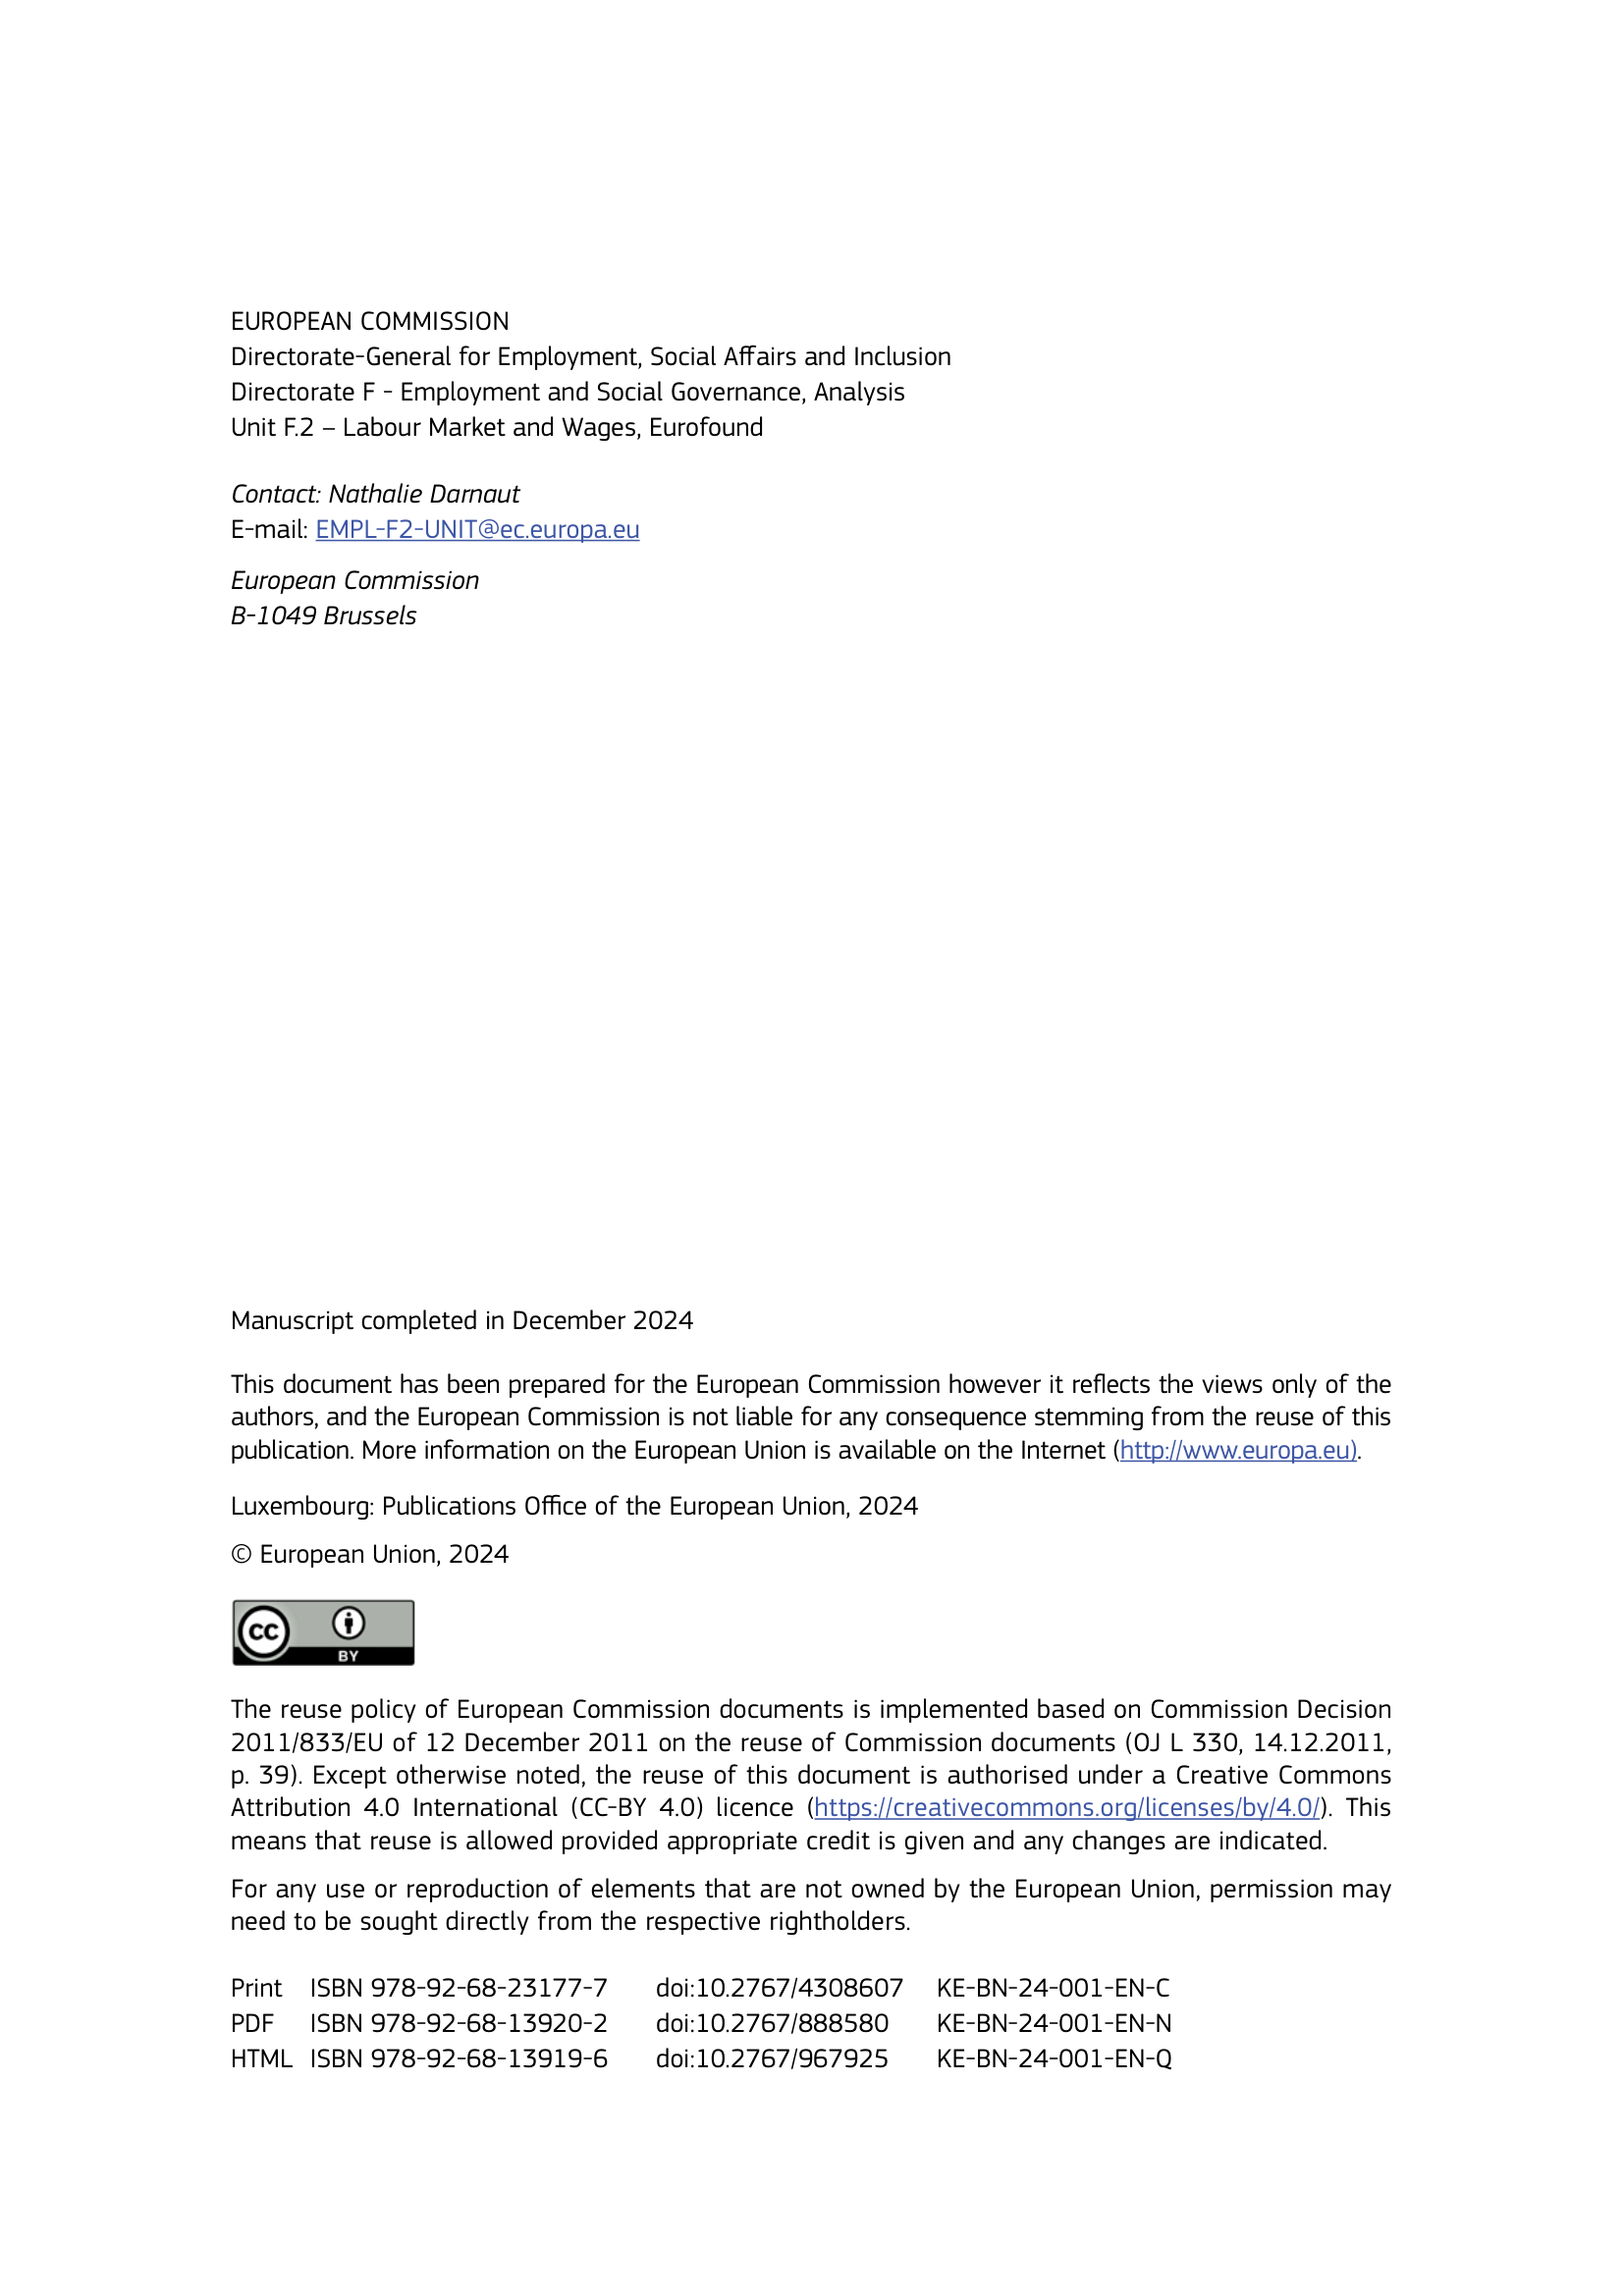 EUROPEAN COMMISSION
Directorate-General for Employment, Social Affairs and Inclusion
Directorate F - Employment and Social Governance, Analysis
Unit F.2 – Labour Market and Wages, Eurofound
Contact: Nathalie Darnaut
E-mail: EMPL-F2-UNIT@ec.europa.eu
European Commission
B-1049 Brussels
Manuscript completed in December 2024
This document has been prepared for the European Commission however it reflects the views only of the
authors, and the European Commission is not liable for any consequence stemming from the reuse of this
publication. More information on the European Union is available on the Internet (http://www.europa.eu).
Luxembourg: Publications Office of the European Union, 2024
© European Union, 2024
cc BY
The reuse policy of European Commission documents is implemented based on Commission Decision
2011/833/EU of 12 December 2011 on the reuse of Commission documents (OJ L 330, 14.12.2011,
p. 39). Except otherwise noted, the reuse of this document is authorised under a Creative Commons
Attribution 4.0 International (CC-BY 4.0) licence (https://creativecommons.org/licenses/by/4.0/). This
means that reuse is allowed provided appropriate credit is given and any changes are indicated.
For any use or reproduction of elements that are not owned by the European Union, permission may
need to be sought directly from the respective rightholders.
Print ISBN 978-92-68-23177-7 doi:10.2767/4308607 KE-BN-24-001-EN-C
PDF ISBN 978-92-68-13920-2 doi:10.2767/888580 KE-BN-24-001-EN-N
HTML ISBN 978-92-68-13919-6 doi:10.2767/967925 KE-BN-24-001-EN-Q